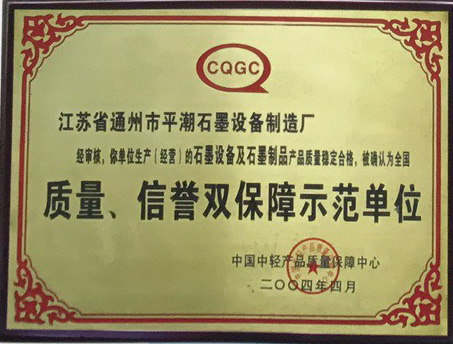 CQGC
江苏省通州市平潮石墨设备制造厂
经审核，你单位生产（经营）的石墨设备及石墨制品产品质量稳定合格，被确认为全国
质量、信誉双保障示范单位
中国中轻产品质量保障中心
二〇〇四年四月